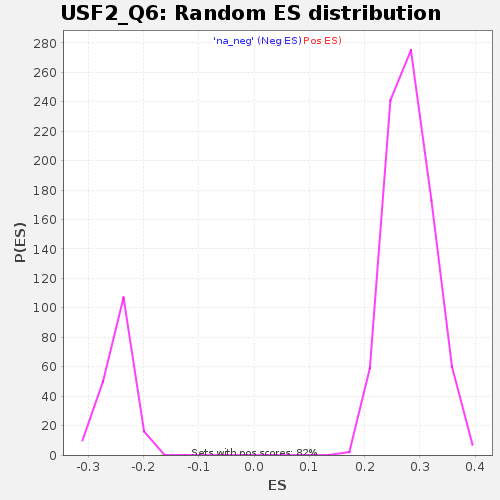 USF2_Q6: Random ES distribution
'na_neg' (Neg ES) Pos ES)
P(ES)
280
260
240
220
200
180
160
140
120
100
80
60
40
20
0
Sets with pos scores: 82%
-0.3 -0.2 -0.1 0.0 0.1 0.2 0.3 0.4
ES